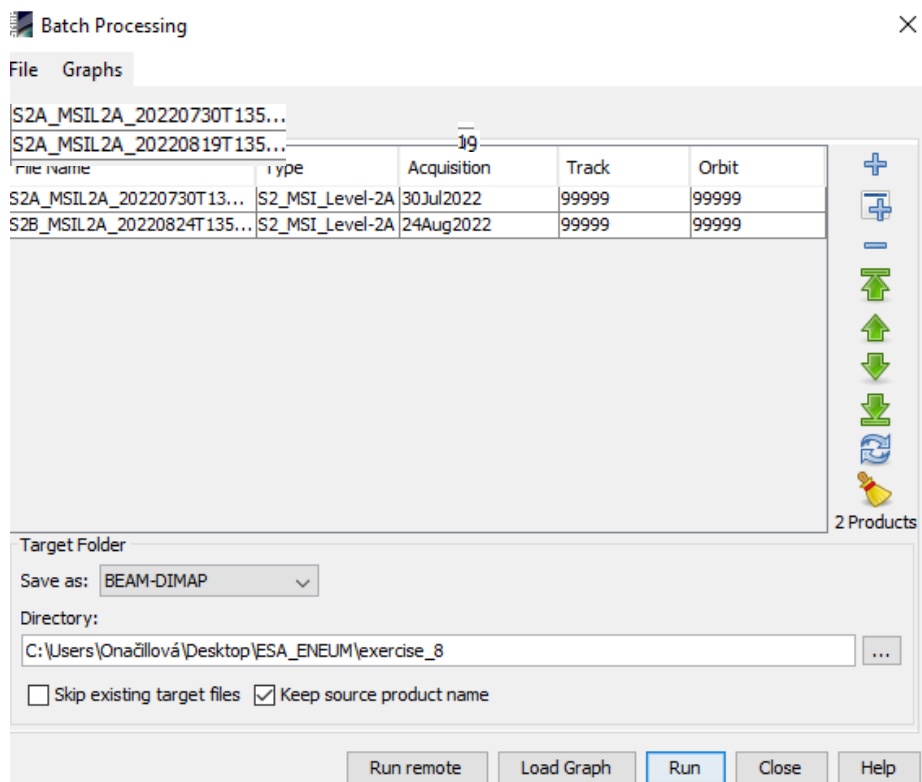 Batch Processing
File Graphs
S2A_MSIL2A_20220730T135...
S2A_MSIL2A_20220819T135...
File Name Type Acquisition Track Orbit
S2A_MSIL2A_20220730T13... S2_MSI_Level-2A 30Jul2022 99999 99999
S2B_MSIL2A_20220824T135... S2_MSI_Level-2A 24Aug2022 99999 99999
2 Products
Target Folder
Save as: BEAM-DIMAP
Directory:
C:\Users\Onačillová\Desktop\ESA_ENEUM\exercise_8
...
Skip existing target files Keep source product name
Run remote Load Graph Run Close Help